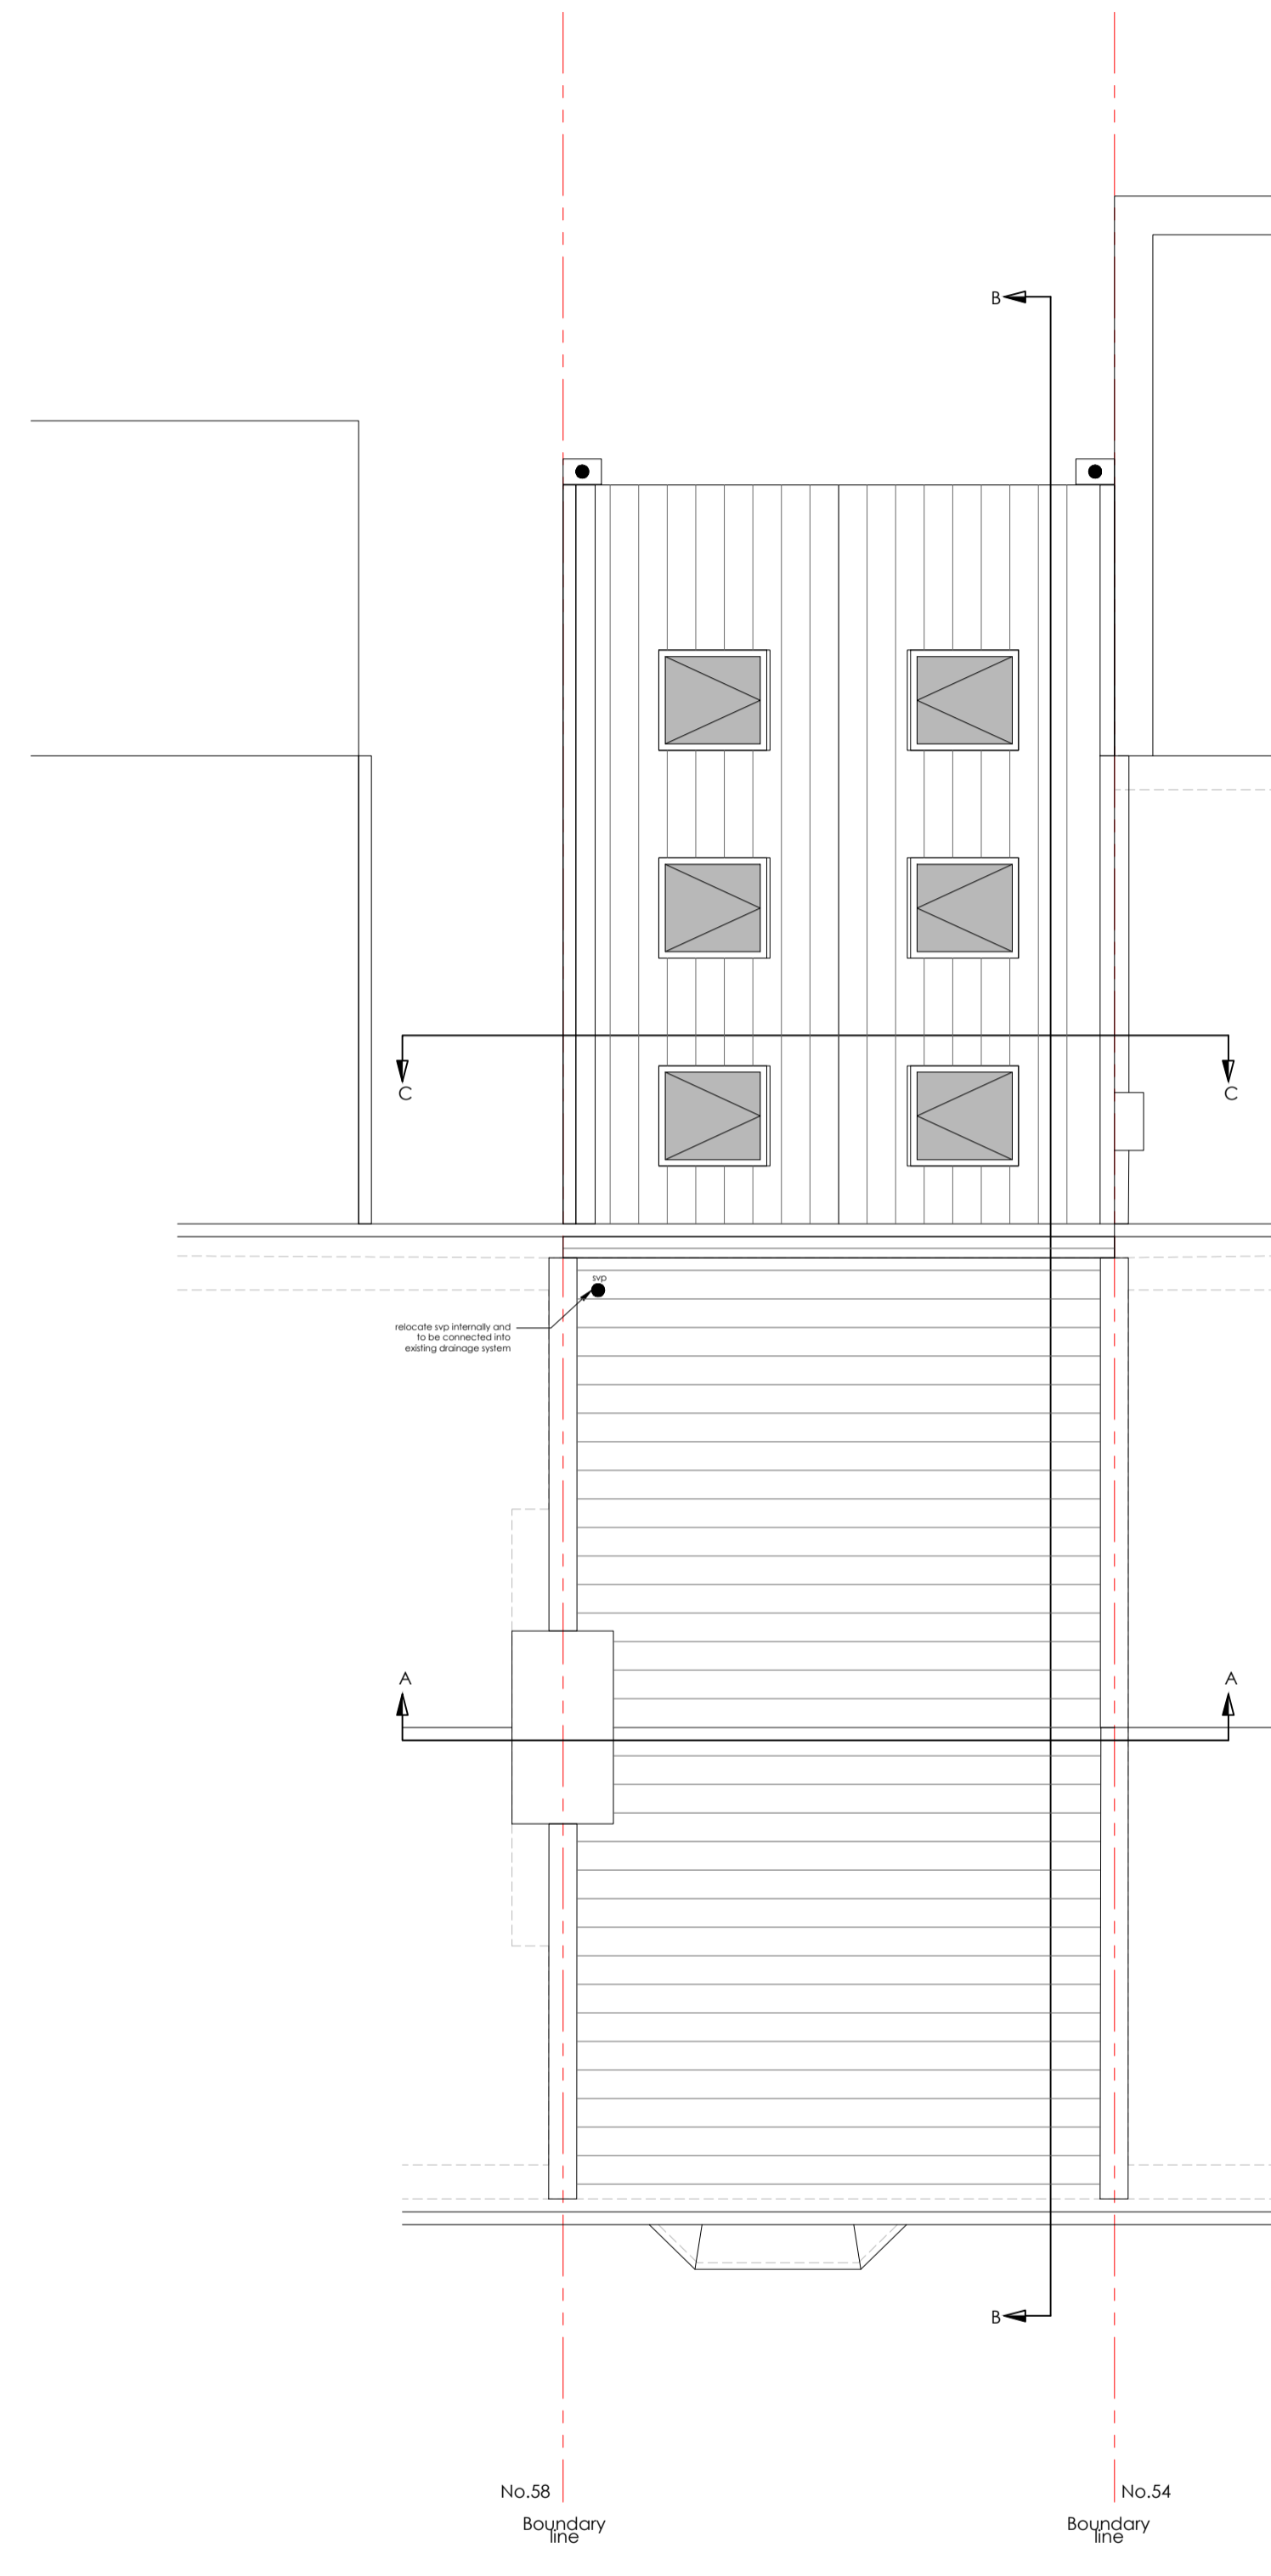 B
C
C
svp
relocate svp internally and
to be connected into
existing drainage system
A
A
B
No.58
No.54
Boundary
line
Boundary
line